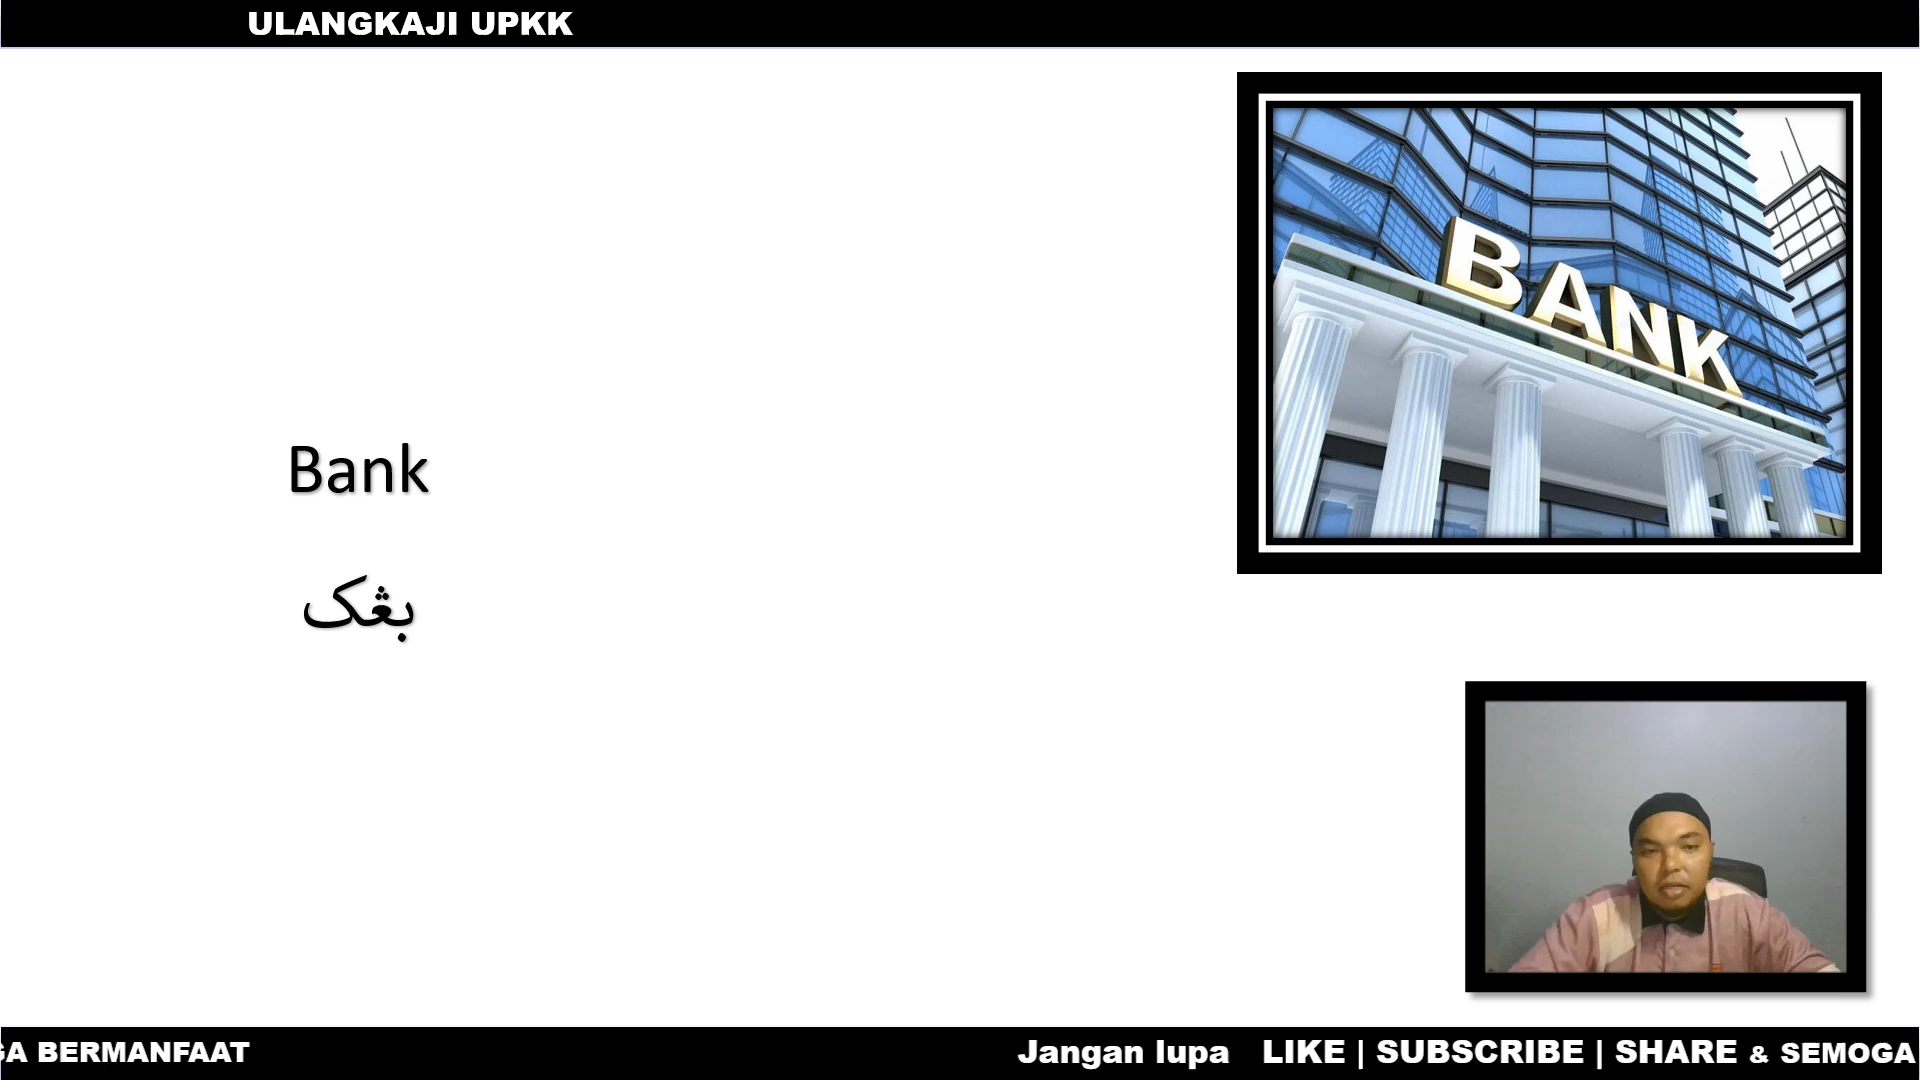 ULANGKAJI UPKK
BANK
Bank
بڠک
GA BERMANFAAT
Jangan lupa LIKE | SUBSCRIBE | SHARE & SEMOGA